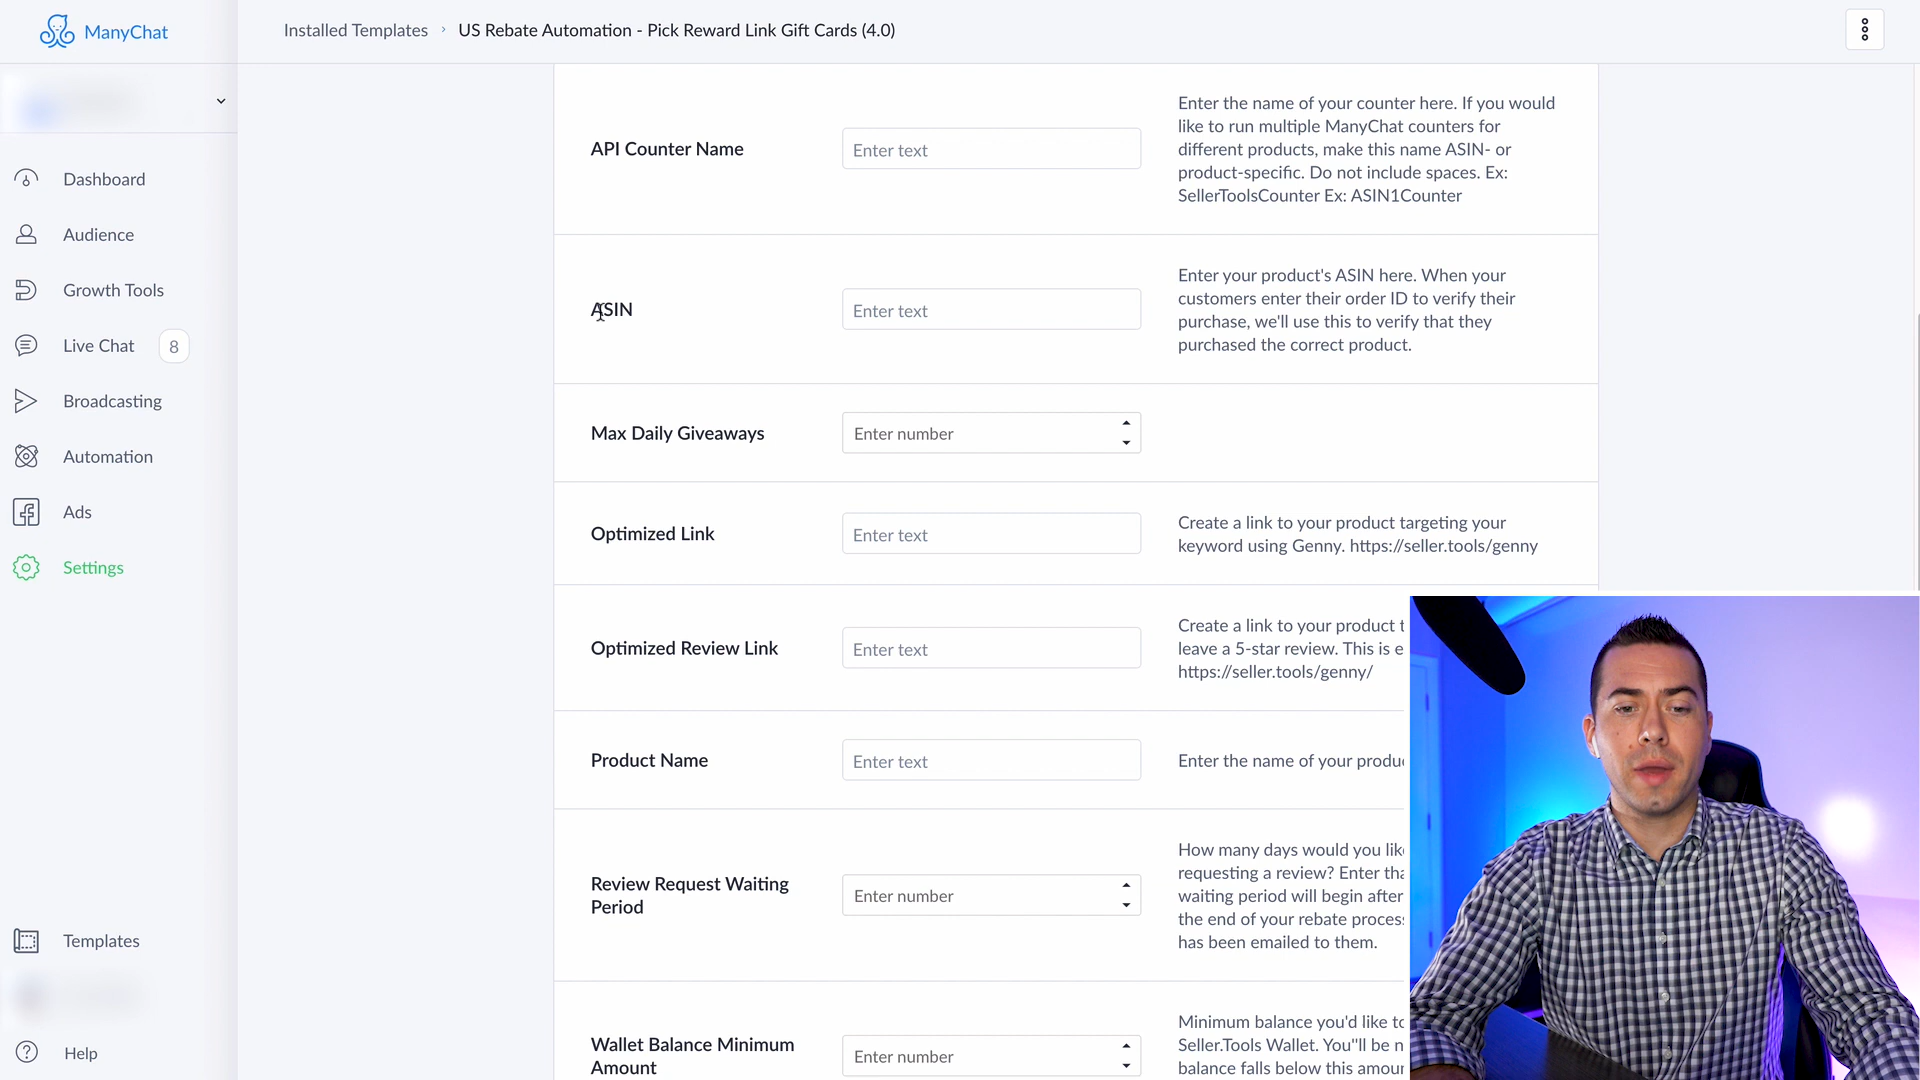 ManyChat
Installed Templates › US Rebate Automation - Pick Reward Link Gift Cards (4.0)
Dashboard
Audience
Growth Tools
Live Chat 8
Broadcasting
Automation
Ads
Settings
Templates
Help
API Counter Name
Enter text
Enter the name of your counter here. If you would
like to run multiple ManyChat counters for
different products, make this name ASIN- or
product-specific. Do not include spaces. Ex:
SellerToolsCounter Ex: ASIN1Counter
ASIN
Enter text
Enter your product's ASIN here. When your
customers enter their order ID to verify their
purchase, we'll use this to verify that they
purchased the correct product.
Max Daily Giveaways
Enter number
Optimized Link
Enter text
Create a link to your product targeting your
keyword using Genny. https://seller.tools/genny
Optimized Review Link
Enter text
Create a link to your product
leave a 5-star review. This is
https://seller.tools/genny/
Product Name
Enter text
Enter the name of your
Review Request Waiting
Period
Enter number
How many days would you
requesting a review? Enter
waiting period will begin after
the end of your rebate
has been emailed to them.
Wallet Balance Minimum
Amount
Enter number
Minimum balance you'd like
Seller.Tools Wallet. You"ll be
balance falls below this